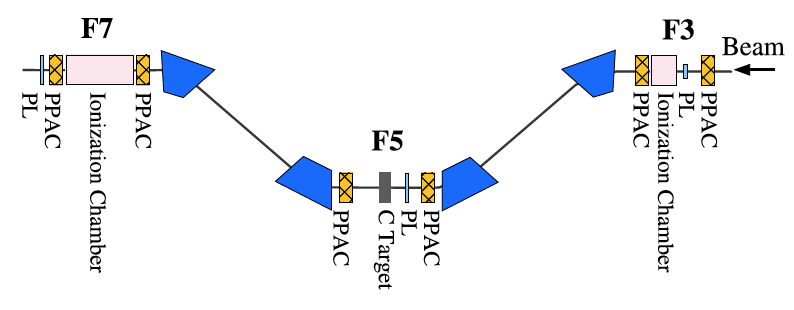 F7
F3
Beam
PL
PPAC
Ionization Chamber
PPAC
F5
PPAC
Ionization Chamber
PL
PPAC
PPAC
C Target
PL
PPAC